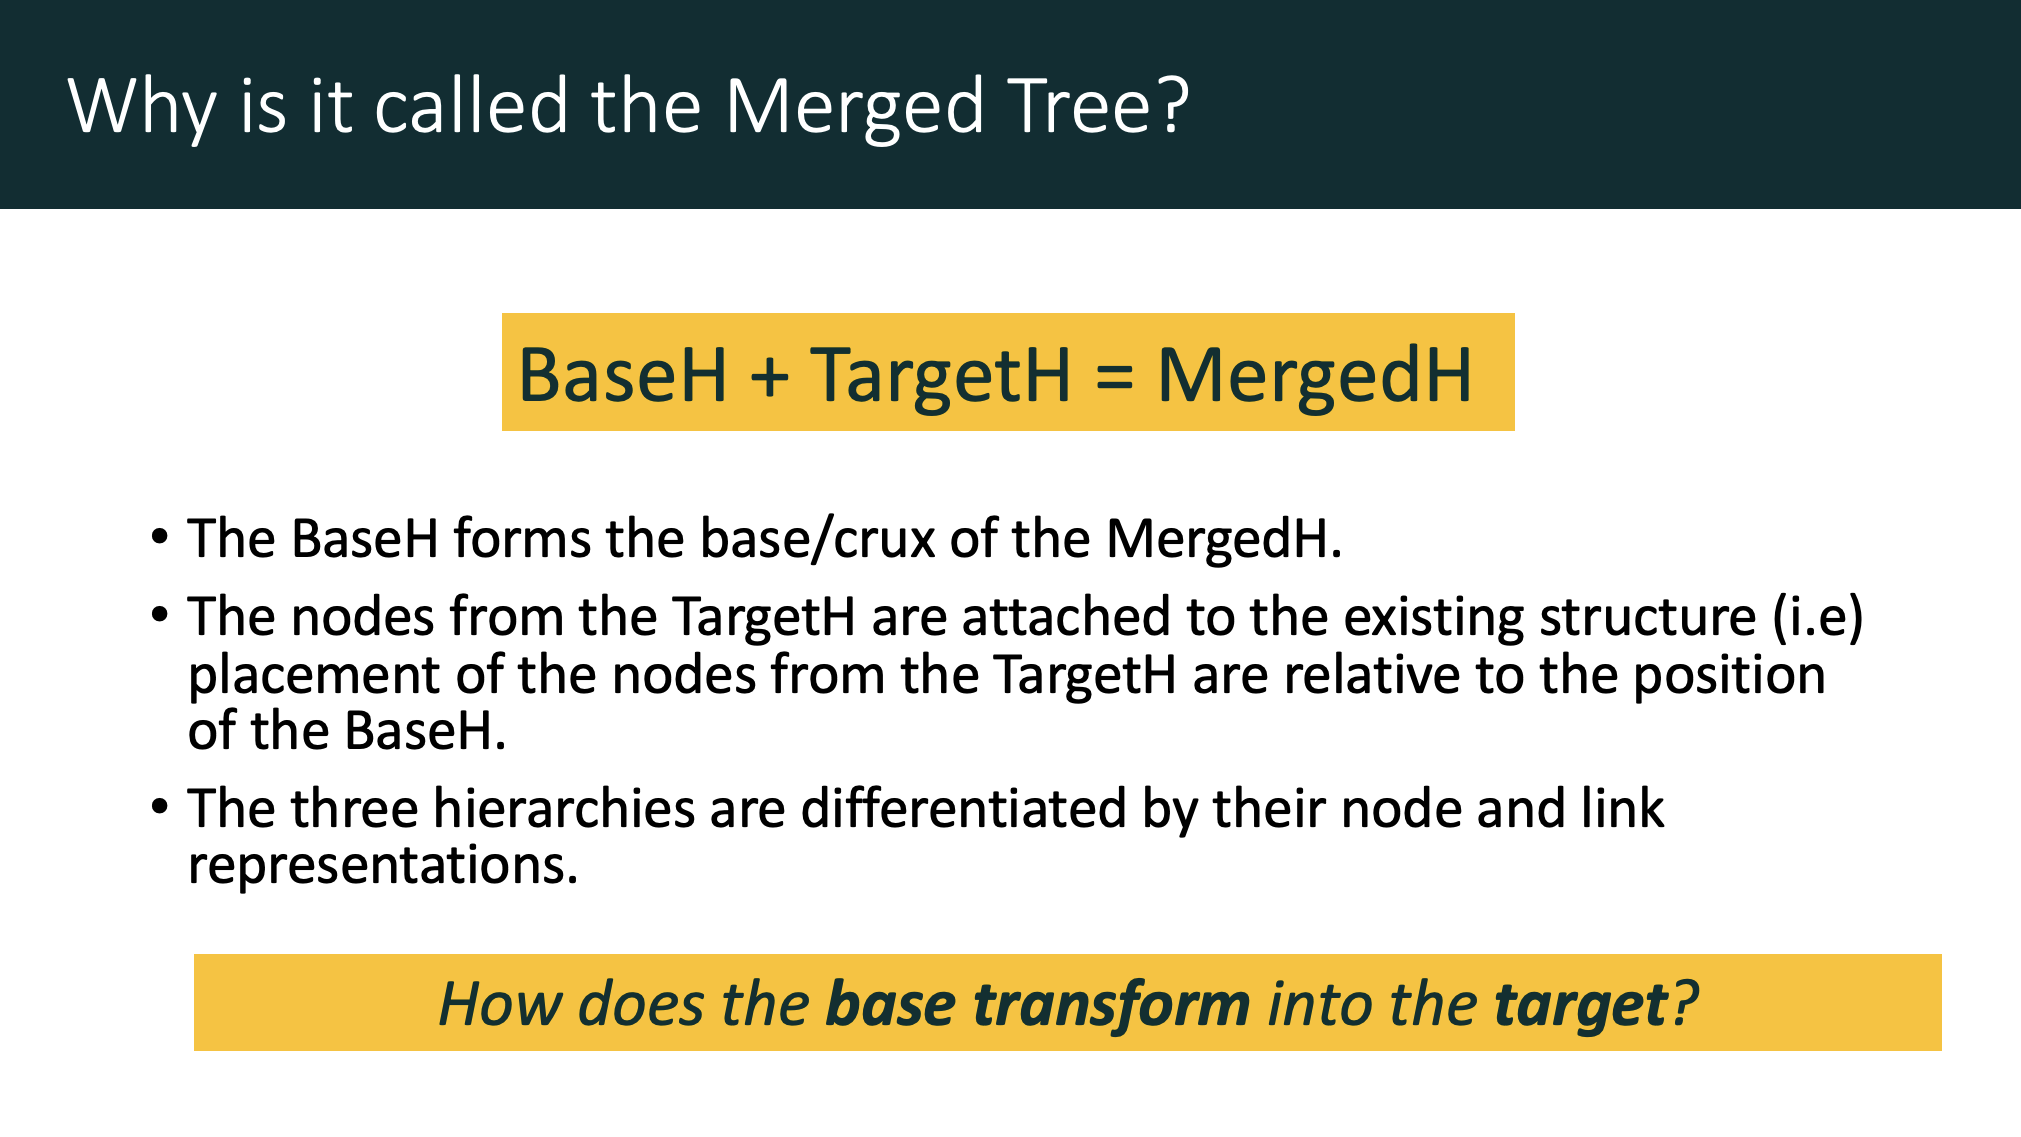 Why is it called the Merged Tree?
BaseH + TargetH = MergedH
• The BaseH forms the base/crux of the MergedH.
• The nodes from the TargetH are attached to the existing structure (i.e)
placement of the nodes from the TargetH are relative to the position
of the BaseH.
• The three hierarchies are differentiated by their node and link
representations.
How does the base transform into the target?